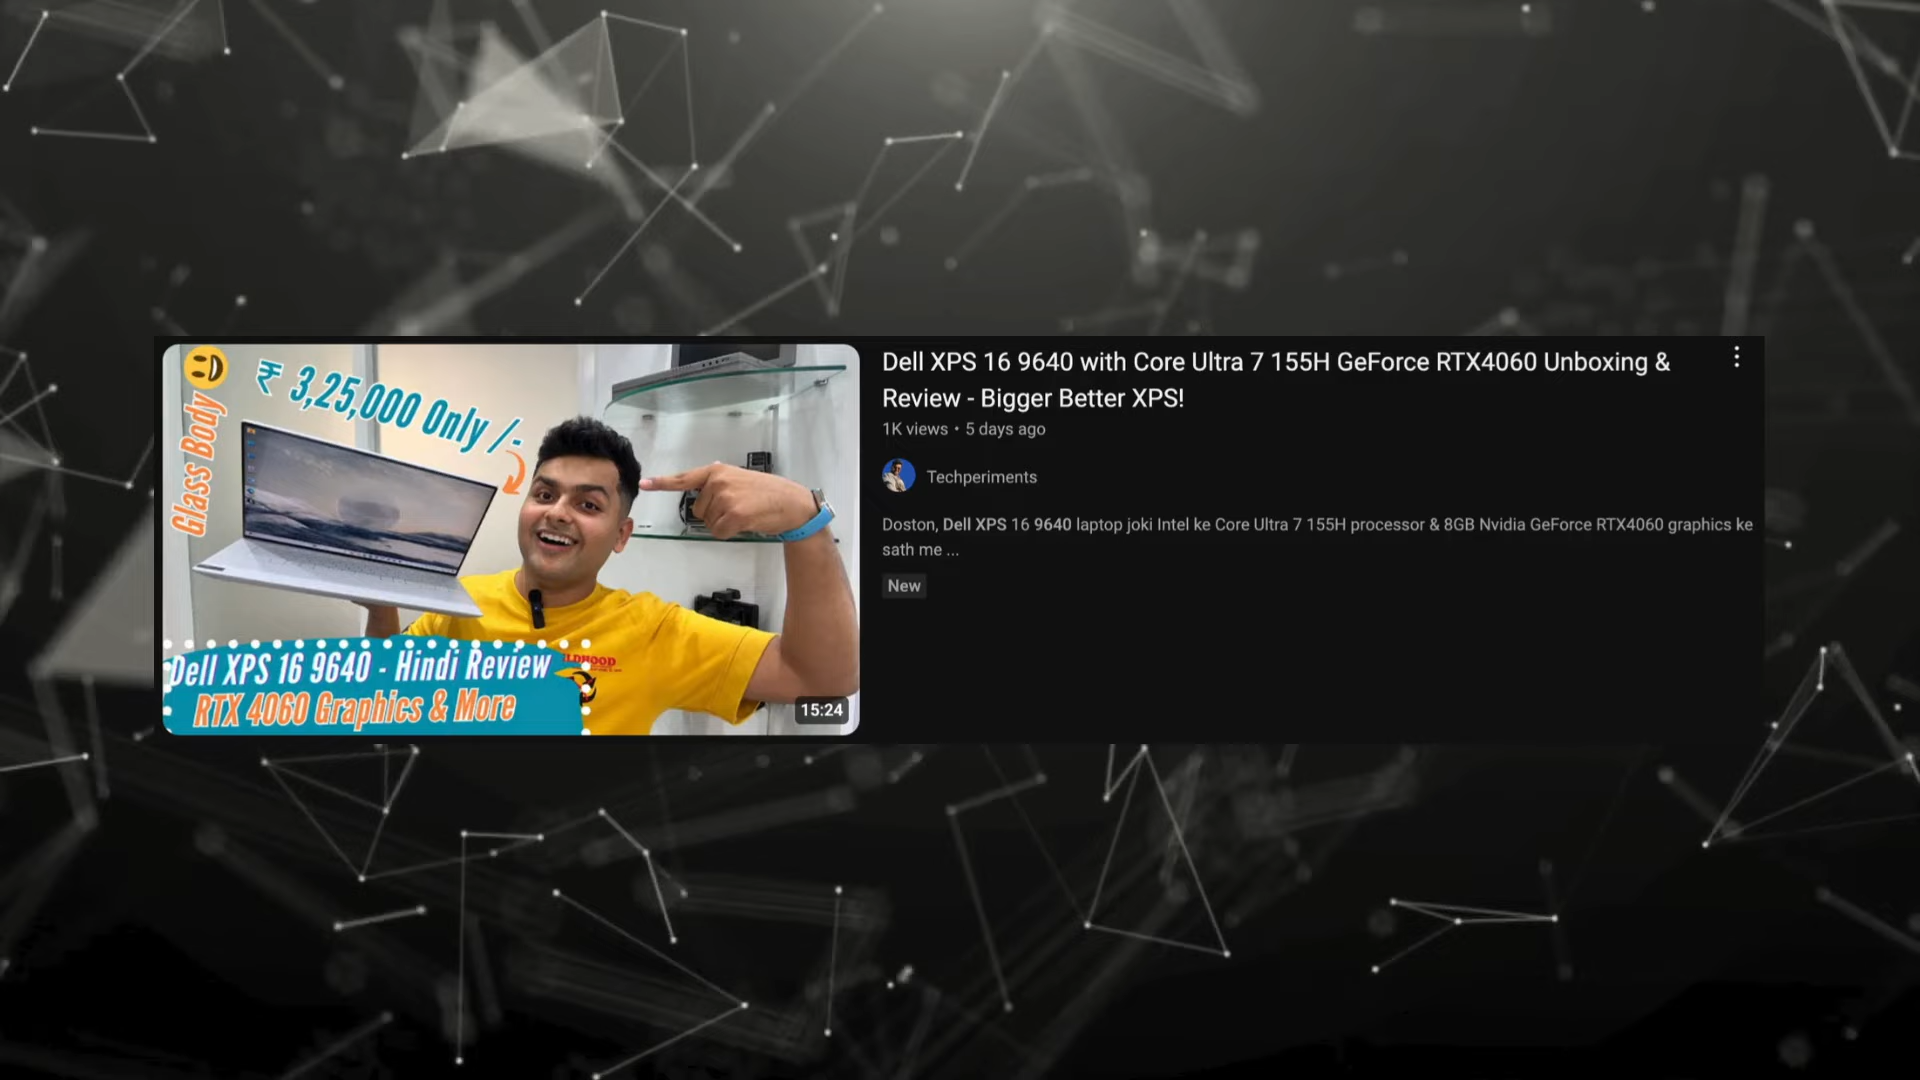 ₹ 3,25,000 Only /-
Glass Body
Dell XPS 16 9640 - Hindi Review
RTX 4060 Graphics & More
15:24
Dell XPS 16 9640 with Core Ultra 7 155H GeForce RTX4060 Unboxing &
Review - Bigger Better XPS!
1K views • 5 days ago
Techperiments
Doston, Dell XPS 16 9640 laptop joki Intel ke Core Ultra 7 155H processor & 8GB Nvidia GeForce RTX4060 graphics ke
sath me ...
New